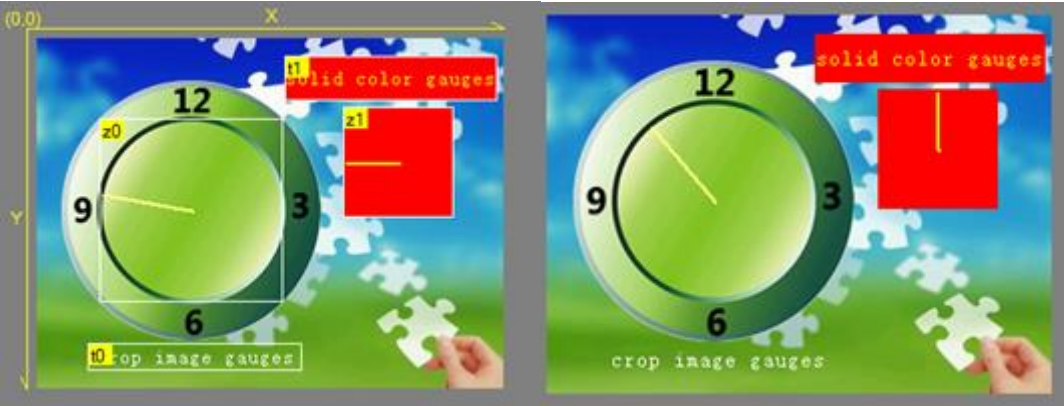 (0,0)
X
t1
solid color gauges
12
z0
z1
9
3
Y
6
t0
crop image gauges
solid color gauges
12
9
3
6
crop image gauges